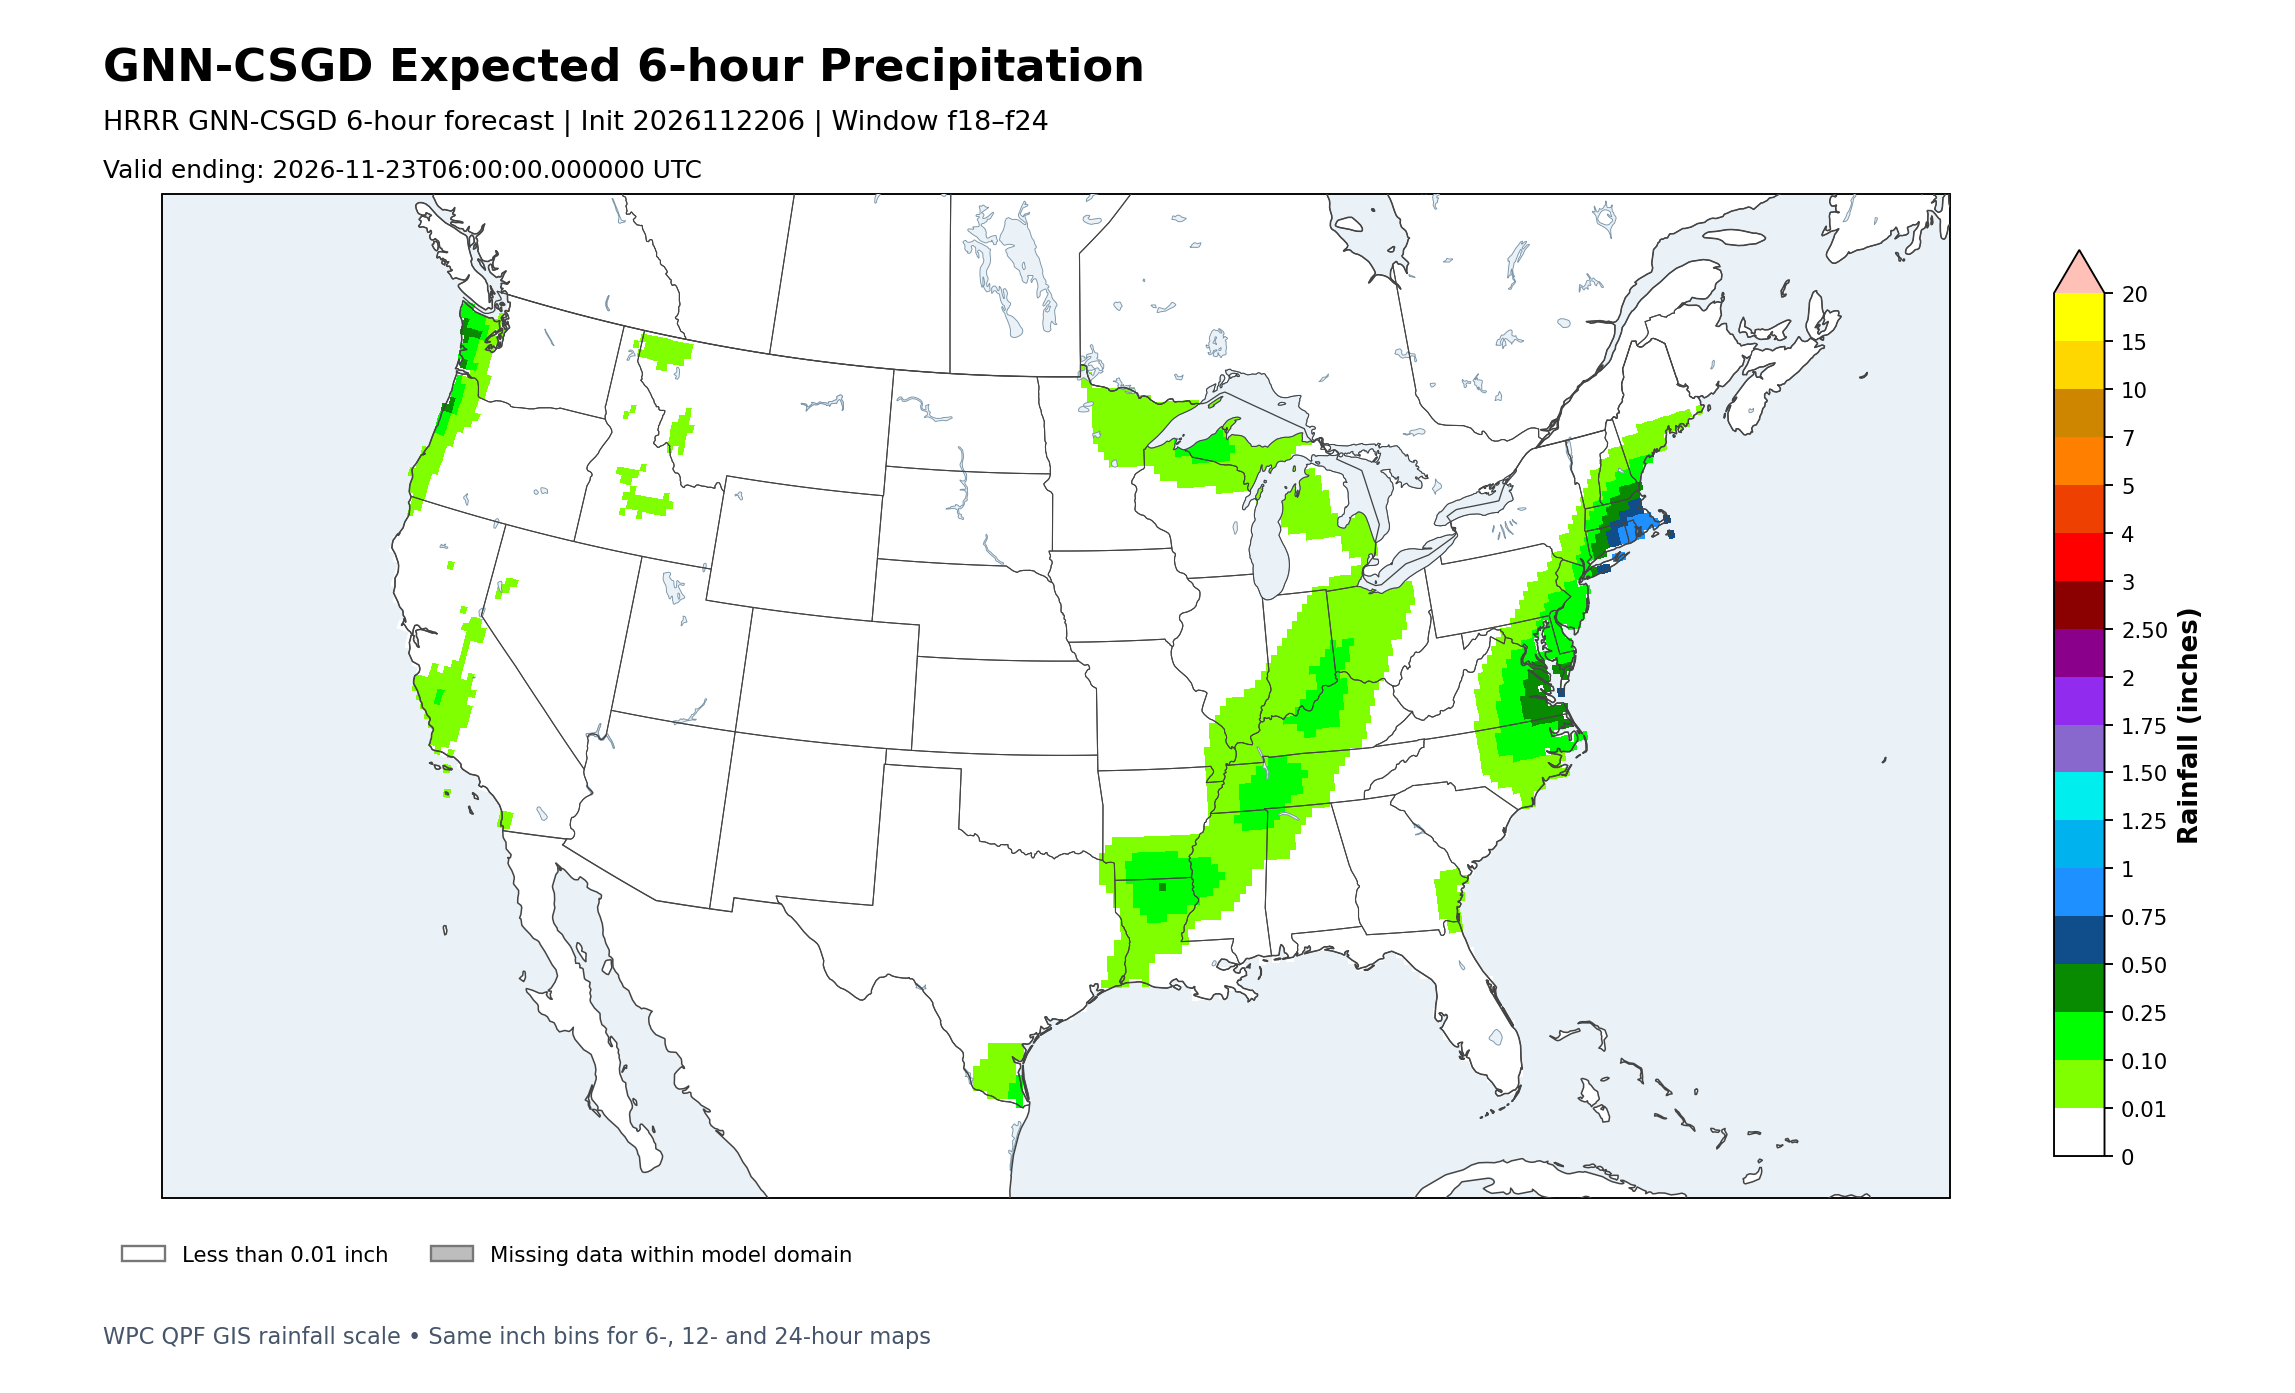 GNN-CSGD Expected 6-hour Precipitation
HRRR GNN-CSGD 6-hour forecast | Init 2026112206 | Window f18–f24
Valid ending: 2026-11-23T06:00:00.000000 UTC
20
15
10
7
5
4
3
2.50
2
1.75
1.50
1.25
1
0.75
0.50
0.25
0.10
0.01
0
Rainfall (inches)
Less than 0.01 inch
Missing data within model domain
WPC QPF GIS rainfall scale • Same inch bins for 6-, 12- and 24-hour maps